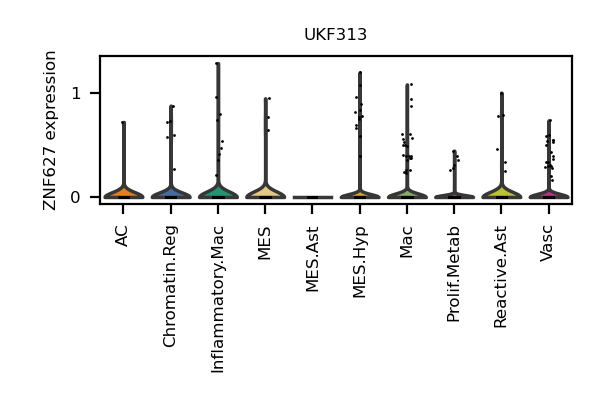 UKF313
ZNF627 expression
1
0
AC
Chromatin.Reg
Inflammatory.Mac
MES
MES.Ast
MES.Hyp
Mac
Prolif.Metab
Reactive.Ast
Vasc